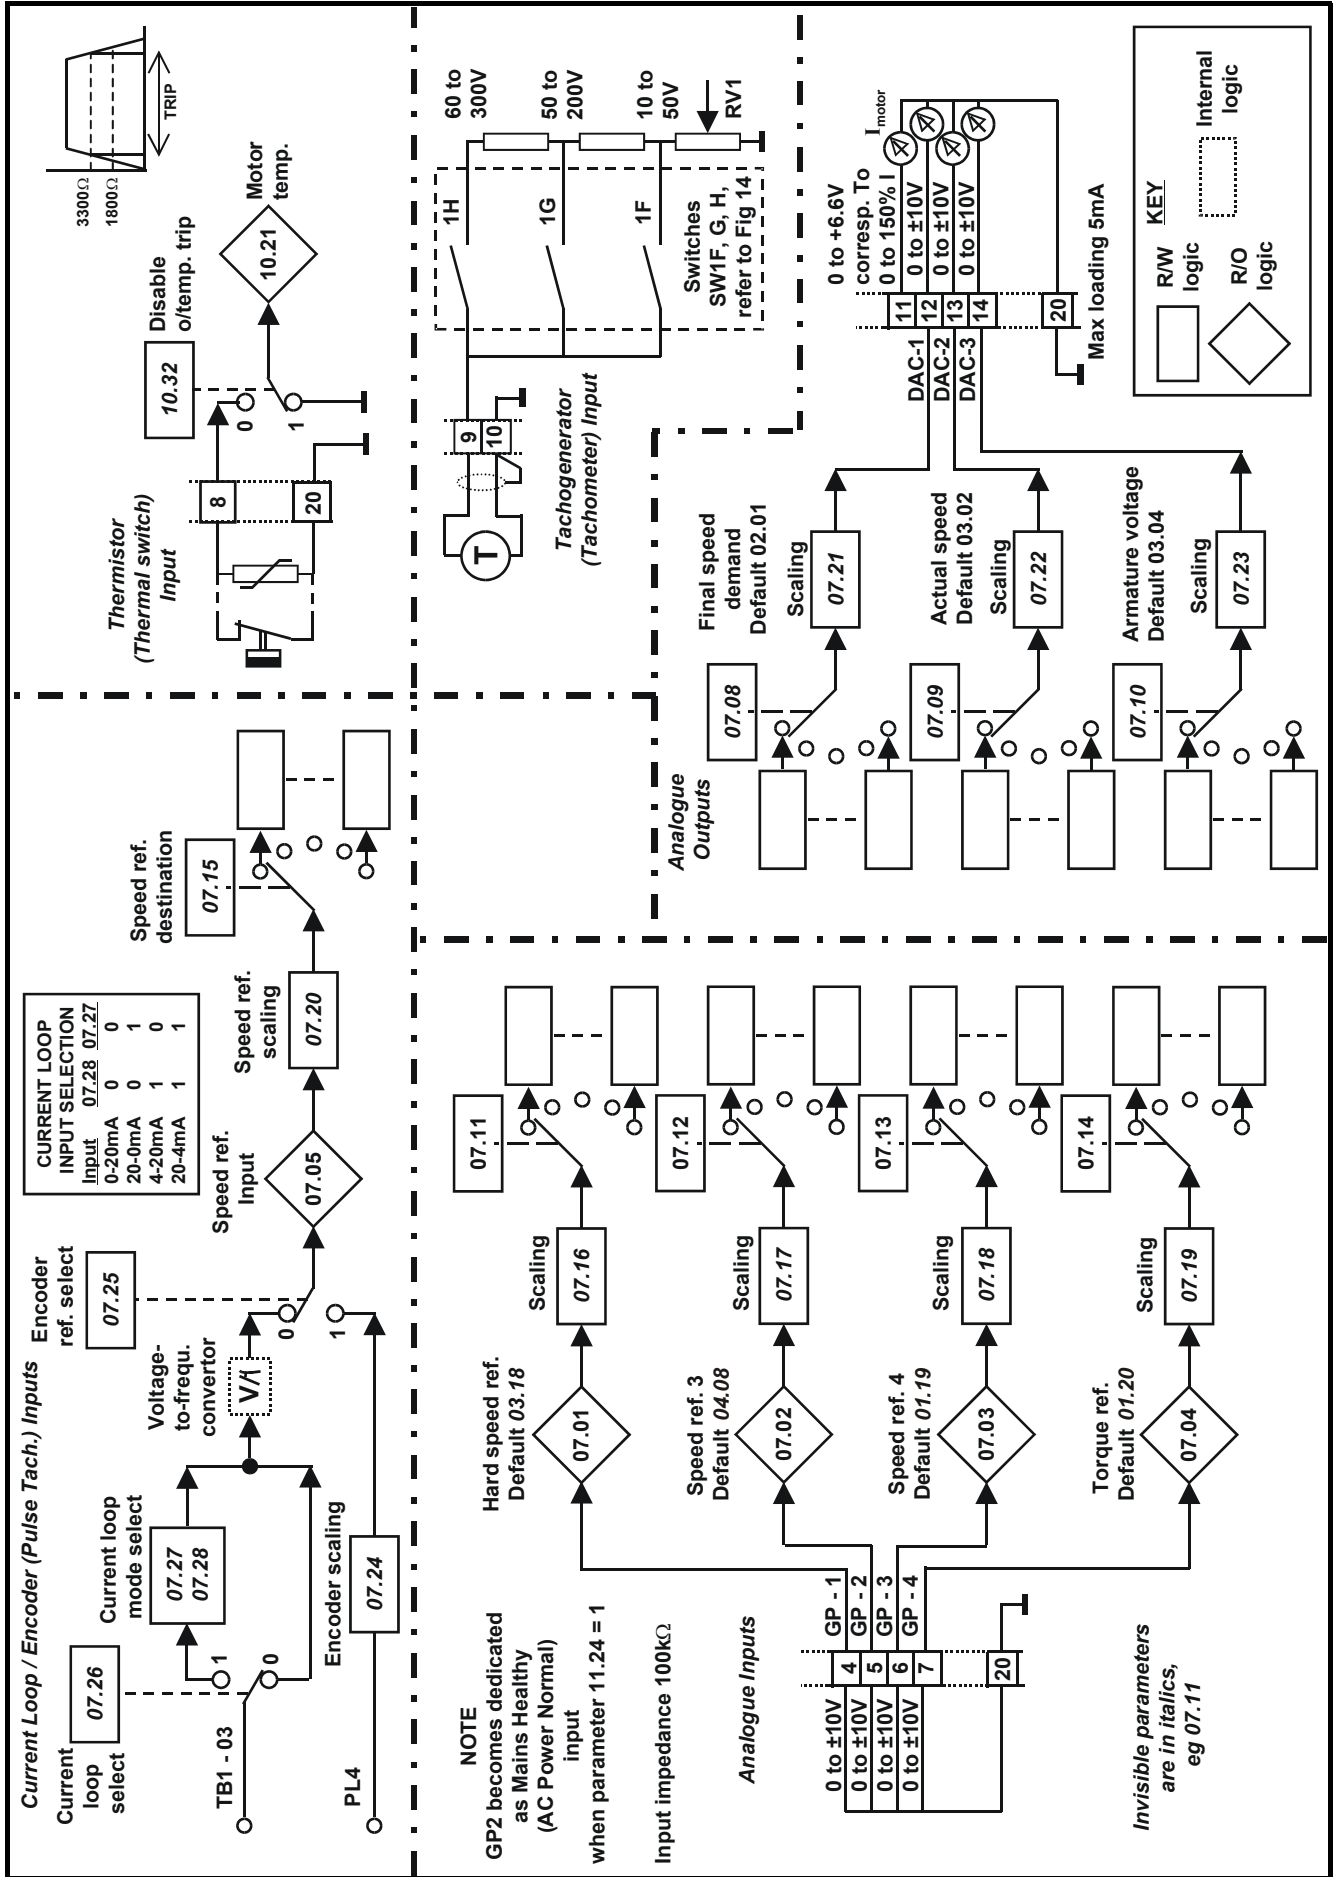 Current Loop / Encoder (Pulse Tach.) Inputs
Current
loop
select
07.26
TB1 - 03
1
0
Current loop
mode select
07.27
07.28
PL4
Encoder scaling
07.24
Voltage-
to-frequ.
convertor
Encoder
ref. select
07.25
0
1
Speed ref.
Input
07.05
CURRENT LOOP
INPUT SELECTION
Input 07.28 07.27
0-20mA 0 0
20-0mA 0 1
4-20mA 1 0
20-4mA 1 1
Speed ref.
scaling
07.20
Speed ref.
destination
07.15
Thermistor
(Thermal switch)
Input
8
20
0
1
10.32
Disable
o/temp. trip
10.21
Motor
temp.
3300Ω
1800Ω
TRIP
T
Tachogenerator
(Tachometer) Input
9
10
1H
1G
1F
Switches
SW1F, G, H,
refer to Fig 14
60 to
300V
50 to
200V
10 to
50V
RV1
NOTE
GP2 becomes dedicated
as Mains Healthy
(AC Power Normal)
input
when parameter 11.24 = 1
Input impedance 100kΩ
Analogue Inputs
0 to ±10V
0 to ±10V
0 to ±10V
0 to ±10V
4
5
6
7
20
GP - 1
GP - 2
GP - 3
GP - 4
Invisible parameters
are in italics,
eg 07.11
Hard speed ref.
Default 03.18
07.01
Scaling
07.16
07.11
Speed ref. 3
Default 04.08
07.02
Scaling
07.17
07.12
Speed ref. 4
Default 01.19
07.03
Scaling
07.18
07.13
Torque ref.
Default 01.20
07.04
Scaling
07.19
07.14
Analogue
Outputs
07.08
Final speed
demand
Default 02.01
Scaling
07.21
07.09
Actual speed
Default 03.02
Scaling
07.22
07.10
Armature voltage
Default 03.04
Scaling
07.23
DAC-1
DAC-2
DAC-3
11
12
13
14
20
0 to +6.6V
corresp. To
0 to 150% I
0 to ±10V
0 to ±10V
0 to ±10V
Imotor
Max loading 5mA
KEY
R/W
logic
R/O
logic
Internal
logic